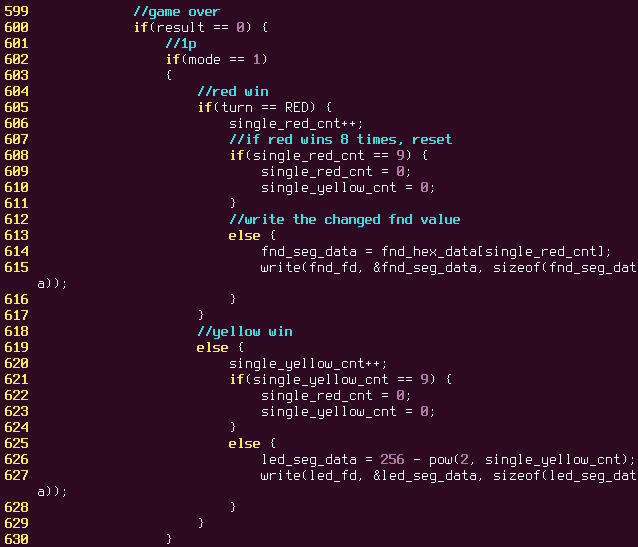 599             //game over
600             if(result == 0) {
601                 //1p
602                 if(mode == 1)
603                 {
604                     //red win
605                     if(turn == RED) {
606                         single_red_cnt++;
607                         //if red wins 8 times, reset
608                         if(single_red_cnt == 9) {
609                             single_red_cnt = 0;
610                             single_yellow_cnt = 0;
611                         }
612                         //write the changed fnd value
613                         else {
614                             fnd_seg_data = fnd_hex_data[single_red_cnt];
615                             write(fnd_fd, &fnd_seg_data, sizeof(fnd_seg_dat
    a));
616                         }
617                     }
618                     //yellow win
619                     else {
620                         single_yellow_cnt++;
621                         if(single_yellow_cnt == 9) {
622                             single_red_cnt = 0;
623                             single_yellow_cnt = 0;
624                         }
625                         else {
626                             led_seg_data = 256 - pow(2, single_yellow_cnt);
627                             write(led_fd, &led_seg_data, sizeof(led_seg_dat
    a));
628                         }
629                     }
630                 }